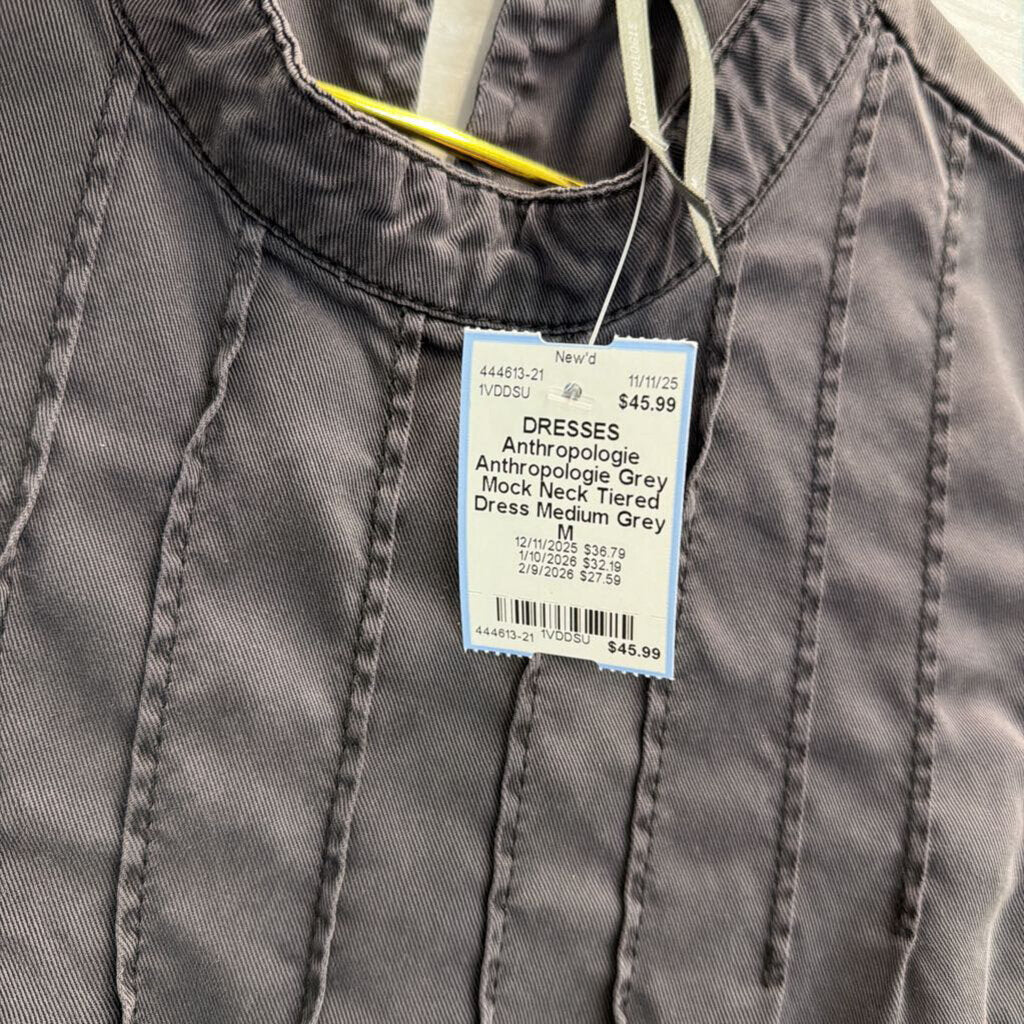 Anthropologie
New'd
444613-21 11/11/25
1VDDSU $45.99
DRESSES
Anthropologie
Anthropologie Grey
Mock Neck Tiered
Dress Medium Grey
M
12/11/2025 $36.79
1/10/2026 $32.19
2/9/2026 $27.59
444613-21 1VDDSU $45.99